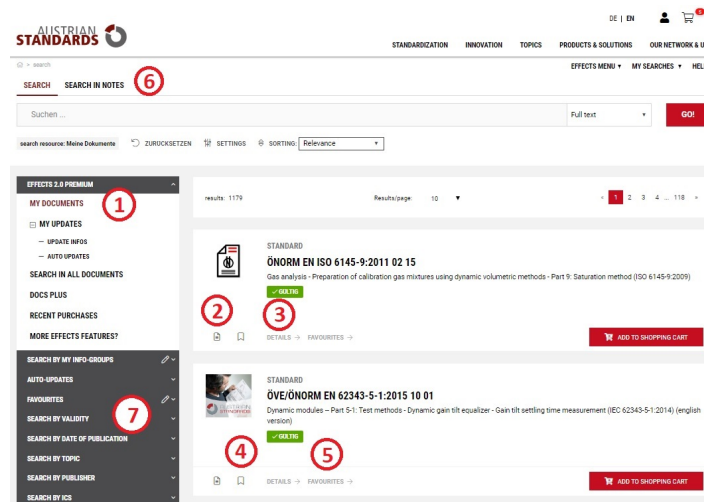 DE | EN
0
AUSTRIAN
STANDARDS
STANDARDIZATION INNOVATION TOPICS PRODUCTS & SOLUTIONS OUR NETWORK & U
> search
EFFECTS MENU MY SEARCHES HEL
SEARCH SEARCH IN NOTES
6
Suchen ...
Full text
GO!
search resource: Meine Dokumente ZURÜCKSETZEN SETTINGS SORTING: Relevance
EFFECTS 2.0 PREMIUM
MY DOCUMENTS
1
MY UPDATES
— UPDATE INFOS
— AUTO UPDATES
SEARCH IN ALL DOCUMENTS
DOCS PLUS
RECENT PURCHASES
MORE EFFECTS FEATURES?
SEARCH BY MY INFO-GROUPS
AUTO-UPDATES
FAVOURITES
7
SEARCH BY VALIDITY
SEARCH BY DATE OF PUBLICATION
SEARCH BY TOPIC
SEARCH BY PUBLISHER
SEARCH BY ICS
results: 1179
Results/page: 10
« 1 2 3 4 ... 118 »
STANDARD
ÖNORM EN ISO 6145-9:2011 02 15
Gas analysis - Preparation of calibration gas mixtures using dynamic volumetric methods - Part 9: Saturation method (ISO 6145-9:2009)
✓ GÜLTIG
2
3
DETAILS → FAVOURITES →
ADD TO SHOPPING CART
STANDARD
ÖVE/ÖNORM EN 62343-5-1:2015 10 01
Dynamic modules – Part 5-1: Test methods - Dynamic gain tilt equalizer - Gain tilt settling time measurement (IEC 62343-5-1:2014) (english
version)
✓ GÜLTIG
AUSTRIAN
STANDARDS
4
5
DETAILS → FAVOURITES →
ADD TO SHOPPING CART